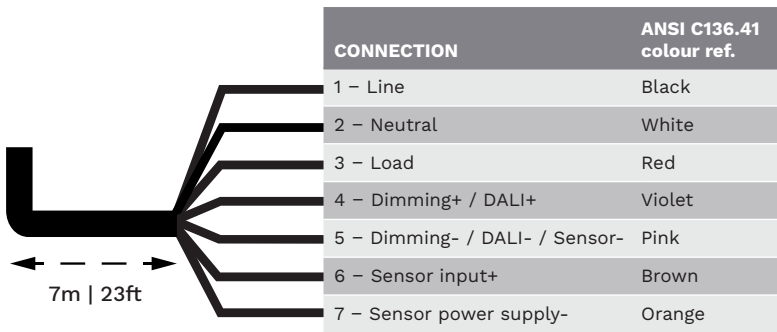 CONNECTION ANSI C136.41 colour ref.
1 – Line Black
2 – Neutral White
3 – Load Red
4 – Dimming+ / DALI+ Violet
5 – Dimming- / DALI- / Sensor- Pink
6 – Sensor input+ Brown
7 – Sensor power supply- Orange
7m | 23ft